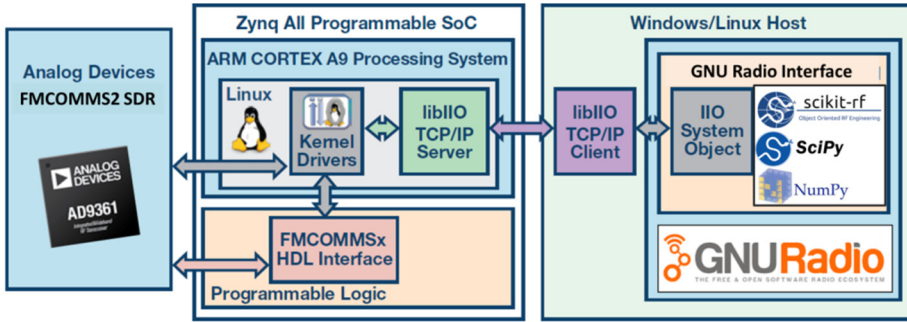 Analog Devices
FMCOMMS2 SDR
ANALOG
DEVICES
AD9361
Zynq All Programmable SoC
ARM CORTEX A9 Processing System
Linux
Kernel
Drivers
libIIO
TCP/IP
Server
FMCOMMSx
HDL Interface
Programmable Logic
Windows/Linux Host
libIIO
TCP/IP
Client
GNU Radio Interface
IIO
System
Object
scikit-rf
Object Oriented RF Engineering
SciPy
NumPy
GNURadio
THE FREE & OPEN SOFTWARE RADIO ECOSYSTEM